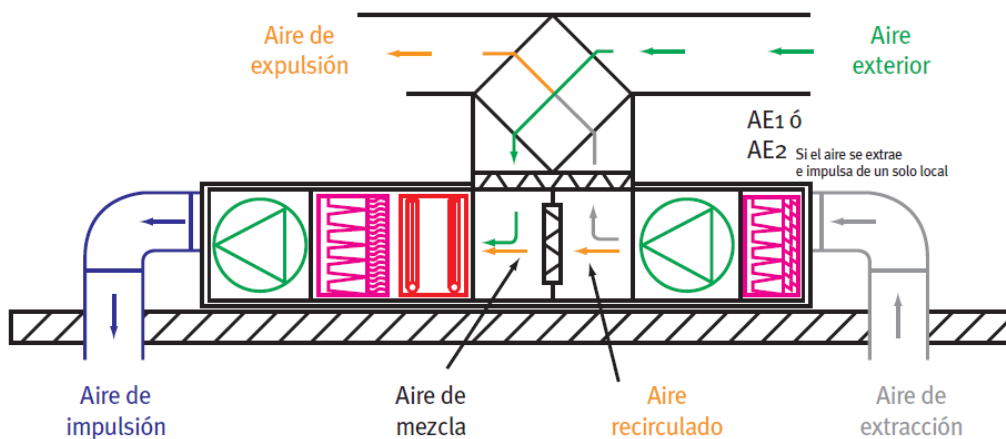 Aire de
expulsión
Aire
exterior
AE1 ó
AE2 Si el aire se extrae
e impulsa de un solo local
Aire de
impulsión
Aire de
mezcla
Aire
recirculado
Aire de
extracción